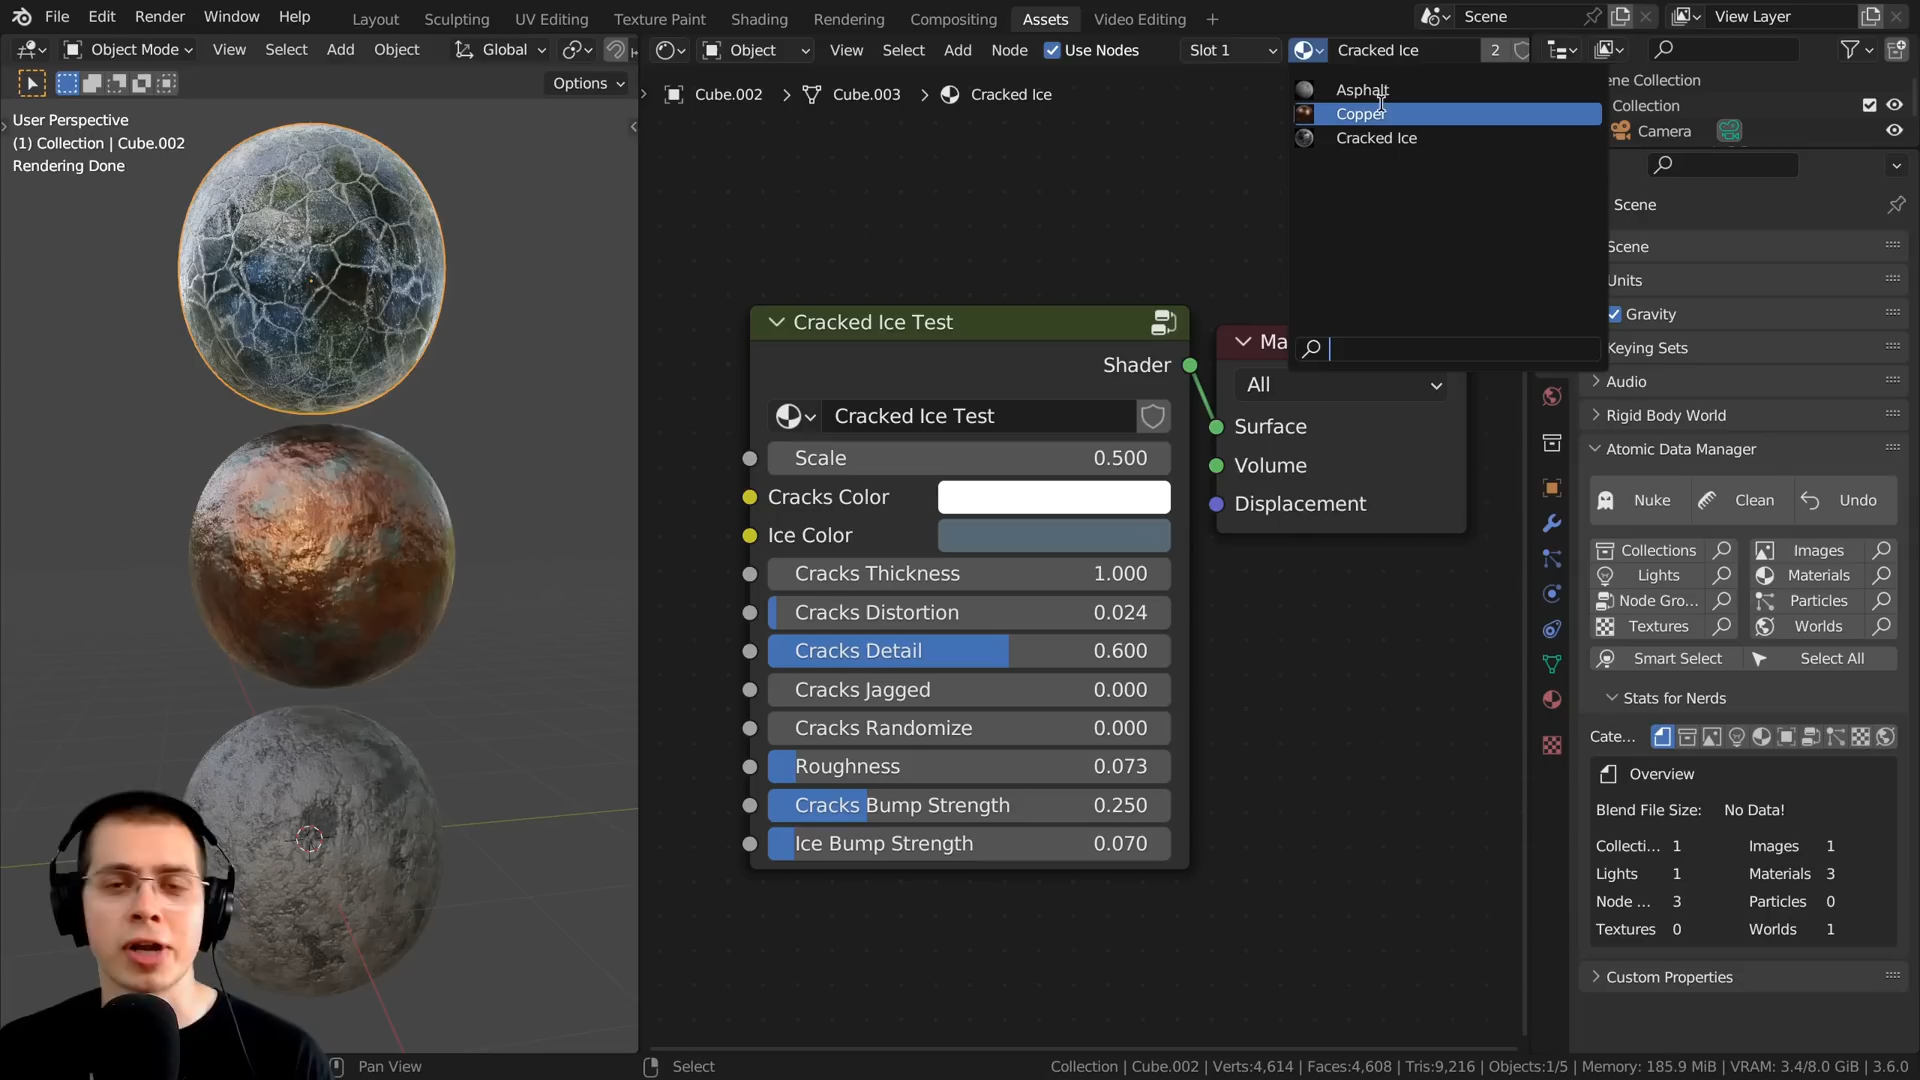 File Edit Render Window Help Layout Sculpting UV Editing Texture Paint Shading Rendering Compositing Assets Video Editing + Scene View Layer
Object Mode View Select Add Object Global Object View Select Add Node Use Nodes Slot 1 Cracked Ice 2
Options
Cube.002 > Cube.003 > Cracked Ice
User Perspective
(1) Collection | Cube.002
Rendering Done
Asphalt
Copper
Cracked Ice
Cracked Ice Test
Shader
Cracked Ice Test
Scale 0.500
Cracks Color
Ice Color
Cracks Thickness 1.000
Cracks Distortion 0.024
Cracks Detail 0.600
Cracks Jagged 0.000
Cracks Randomize 0.000
Roughness 0.073
Cracks Bump Strength 0.250
Ice Bump Strength 0.070
Ma
All
Surface
Volume
Displacement
ene Collection
Collection
Camera
Scene
Scene
Units
Gravity
Keying Sets
Audio
Rigid Body World
Atomic Data Manager
Nuke Clean Undo
Collections Images
Lights Materials
Node Gro... Particles
Textures Worlds
Smart Select Select All
Stats for Nerds
Cate...
Overview
Blend File Size: No Data!
Collecti... 1 Images 1
Lights 1 Materials 3
Node ... 3 Particles 0
Textures 0 Worlds 1
Custom Properties
Pan View Select Collection | Cube.002 | Verts:4,614 | Faces:4,608 | Tris:9,216 | Objects:1/5 | Memory: 185.9 MiB | VRAM: 3.4/8.0 GiB | 3.6.0